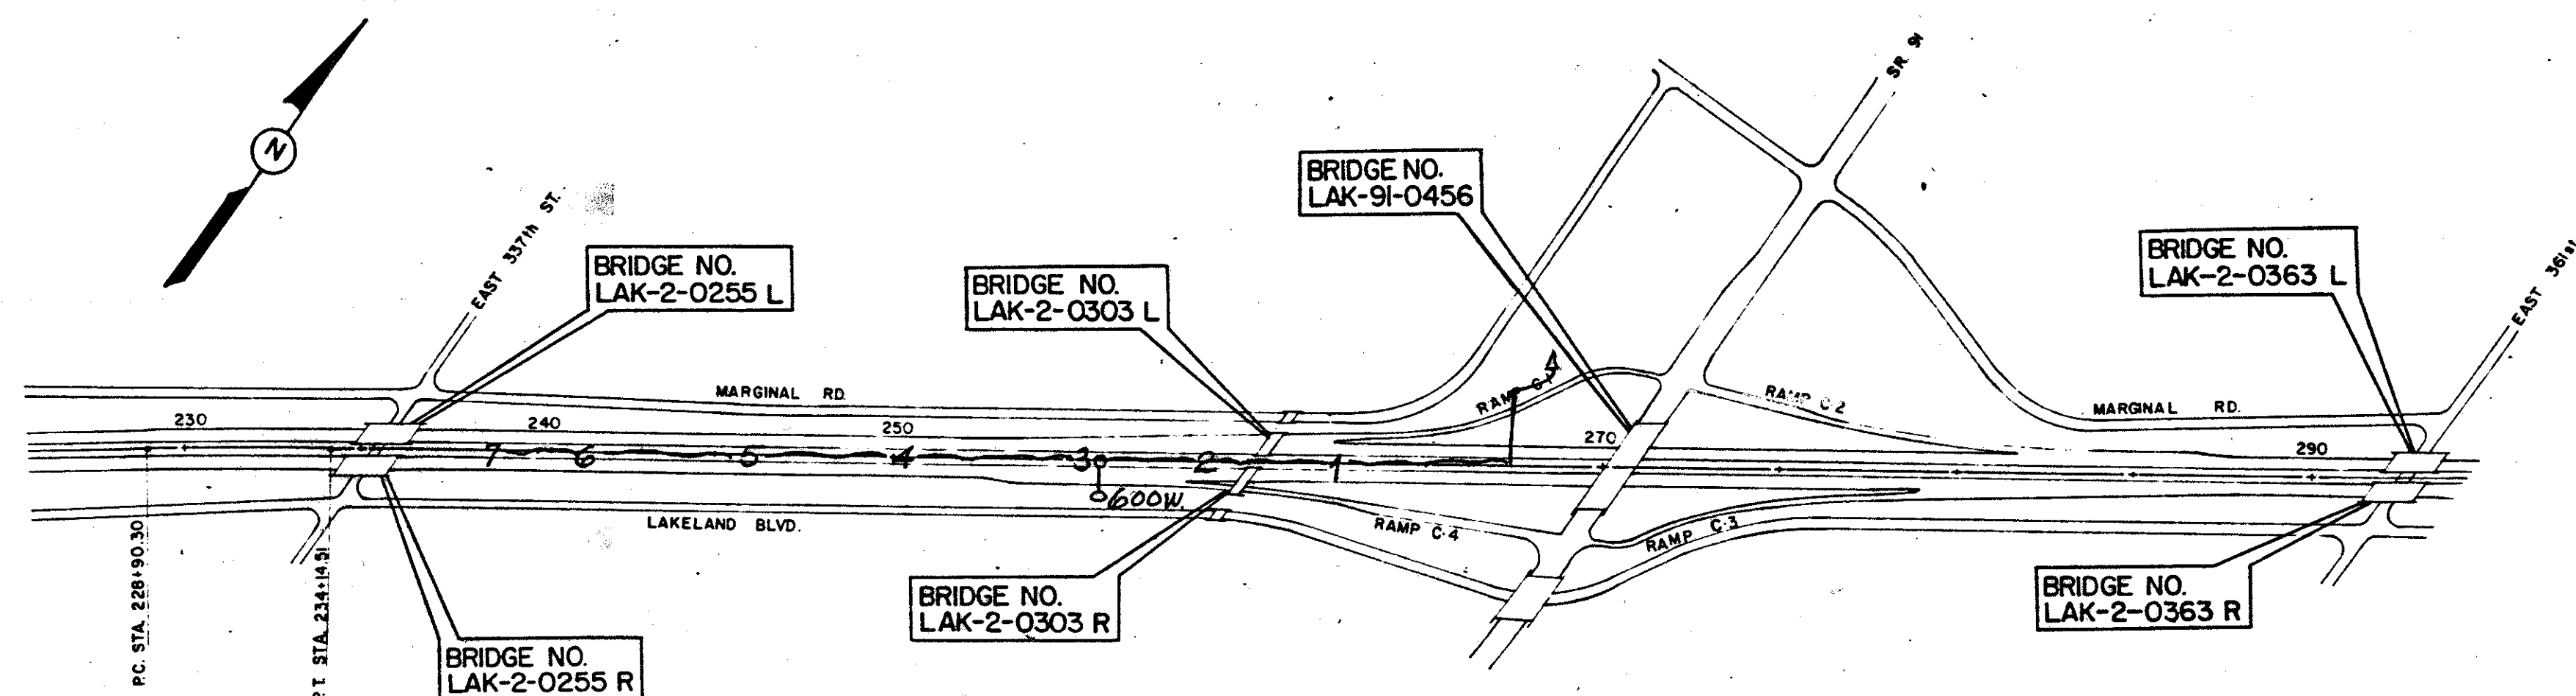 N
SR. 91
BRIDGE NO.
LAK-91-0456
EAST 337th ST.
BRIDGE NO.
LAK-2-0255 L
BRIDGE NO.
LAK-2-0303 L
BRIDGE NO.
LAK-2-0363 L
EAST 361st
MARGINAL RD.
RAMP C-1
RAMP C-2
MARGINAL RD.
230
240
250
270
290
7 6 5 4 3 2 1
600W.
LAKELAND BLVD.
RAMP C-4
RAMP C-3
P.C. STA. 228+90.30
P.T. STA. 234+14.51
BRIDGE NO.
LAK-2-0303 R
BRIDGE NO.
LAK-2-0363 R
BRIDGE NO.
LAK-2-0255 R